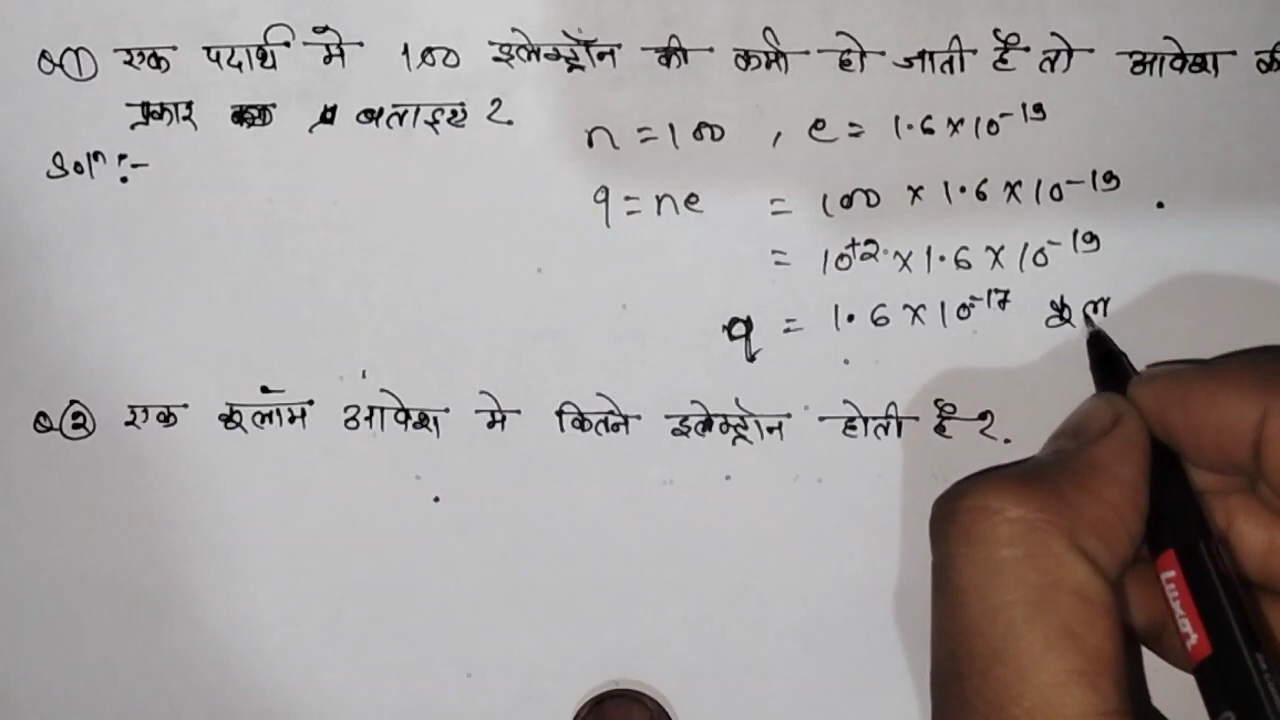 Q① एक पदार्थ मे 100 इलेक्ट्रॉन की कमी हो जाती है तो आवेश की
प्रकार बताइए ?
Solⁿ :-
n = 100 , e = 1.6 × 10⁻¹⁹
q = ne = 100 × 1.6 × 10⁻¹⁹
= 10⁺² × 1.6 × 10⁻¹⁹
q = 1.6 × 10⁻¹⁷ कूल
Q② एक कूलॉम आवेश मे कितने इलेक्ट्रॉन होती है ?
Luxor